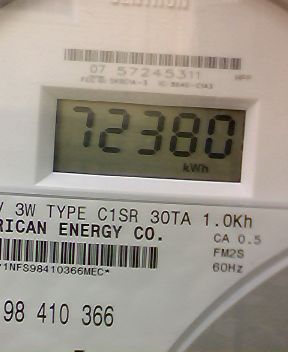 07 57245311
72380
kWh
V 3W TYPE C1SR 30TA 1.0Kh
RICAN ENERGY CO.
CA 0.5
FM2S
60Hz
*1NFS98410366MEC*
98 410 366